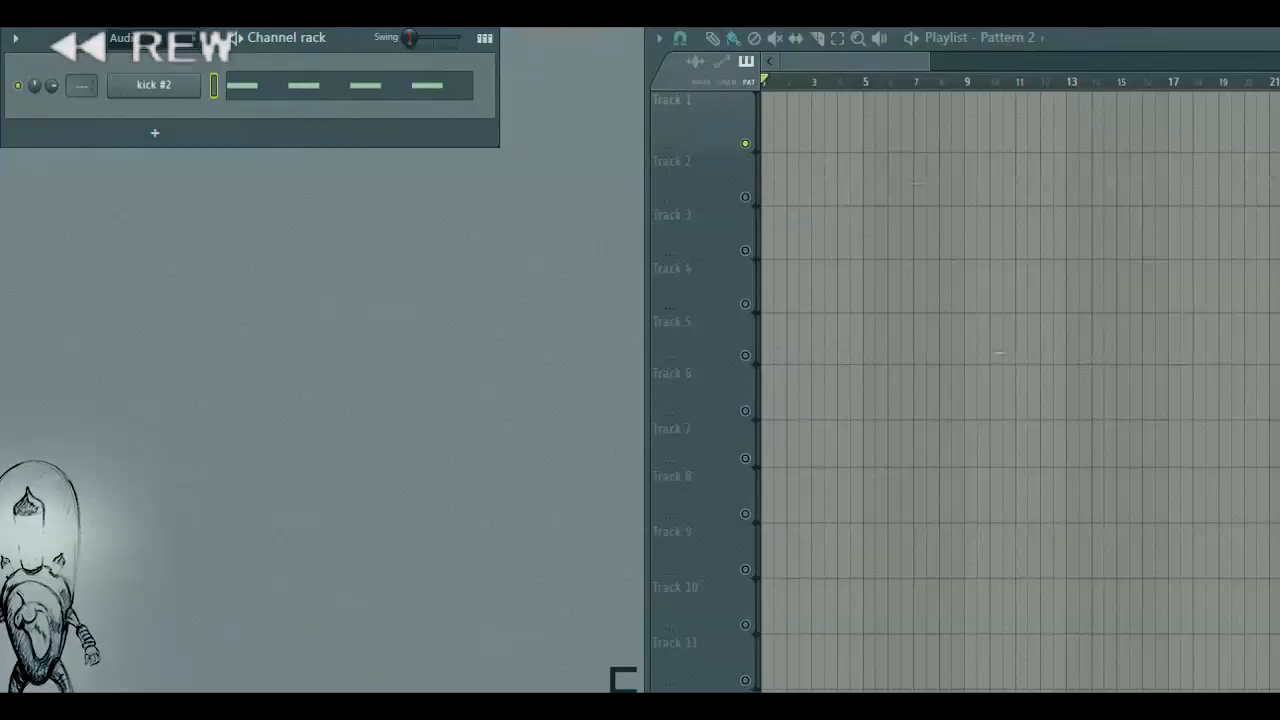 REW
Audio
Channel rack
Swing
kick #2
+
Playlist - Pattern 2
PAT
3 5 7 9 11 13 15 17 19 21
Track 1
Track 2
Track 3
Track 4
Track 5
Track 6
Track 7
Track 8
Track 9
Track 10
Track 11